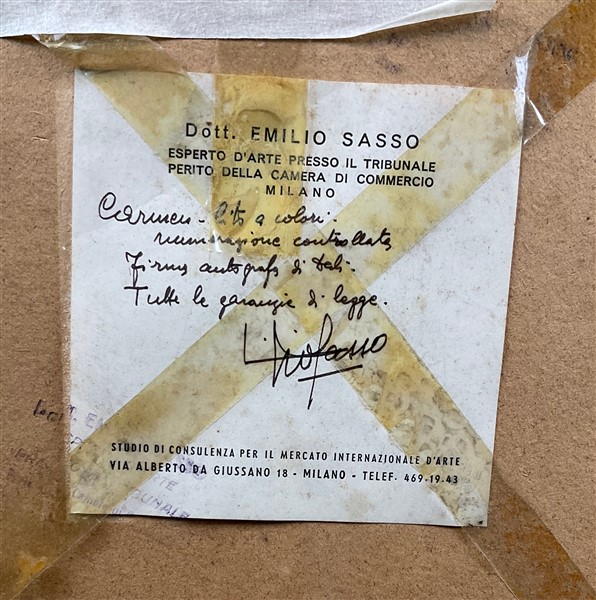 Dott. EMILIO SASSO
ESPERTO D'ARTE PRESSO IL TRIBUNALE
PERITO DELLA CAMERA DI COMMERCIO
MILANO
Carmen - lito a colori -
numerazione controllata
Firma autografa di Dalì -
Tutte le garanzie di legge.
STUDIO DI CONSULENZA PER IL MERCATO INTERNAZIONALE D'ARTE
VIA ALBERTO DA GIUSSANO 18 - MILANO - TELEF. 469-19-43